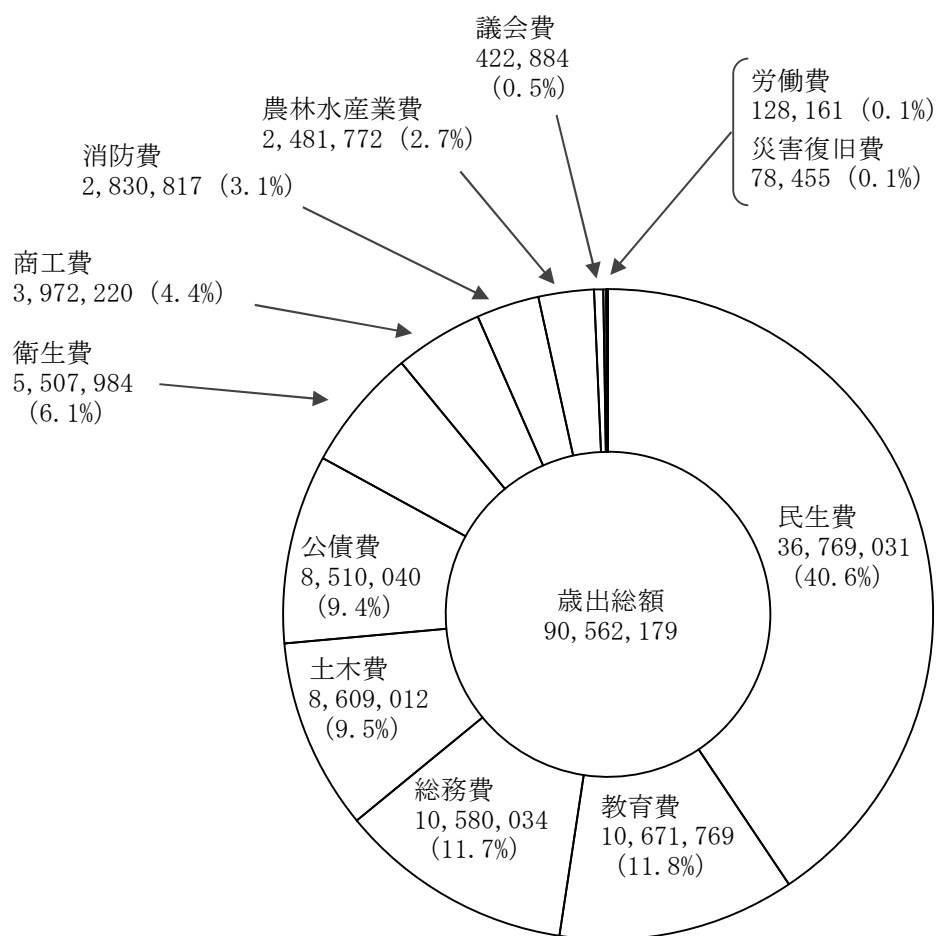 議会費
422,884
(0.5%)
労働費
128,161 (0.1%)
災害復旧費
78,455 (0.1%)
農林水産業費
2,481,772 (2.7%)
消防費
2,830,817 (3.1%)
商工費
3,972,220 (4.4%)
衛生費
5,507,984
(6.1%)
民生費
36,769,031
(40.6%)
公債費
8,510,040
(9.4%)
歳出総額
90,562,179
土木費
8,609,012
(9.5%)
総務費
10,580,034
(11.7%)
教育費
10,671,769
(11.8%)